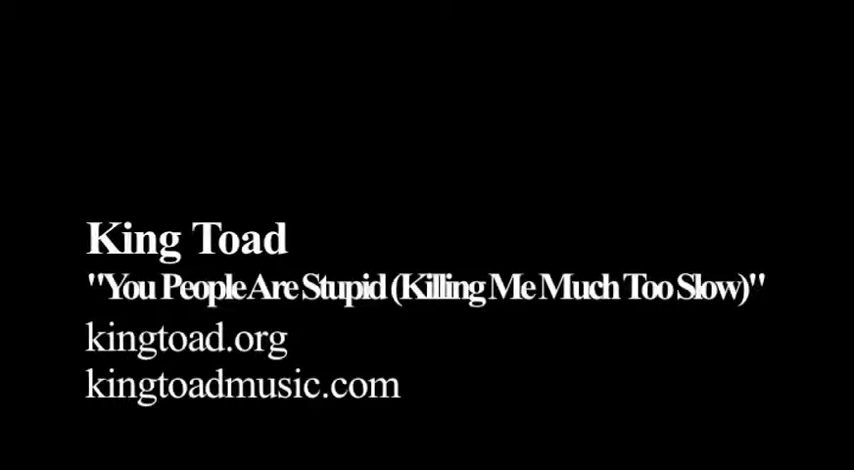 King Toad
"You People Are Stupid (Killing Me Much Too Slow)"
kingtoad.org
kingtoadmusic.com